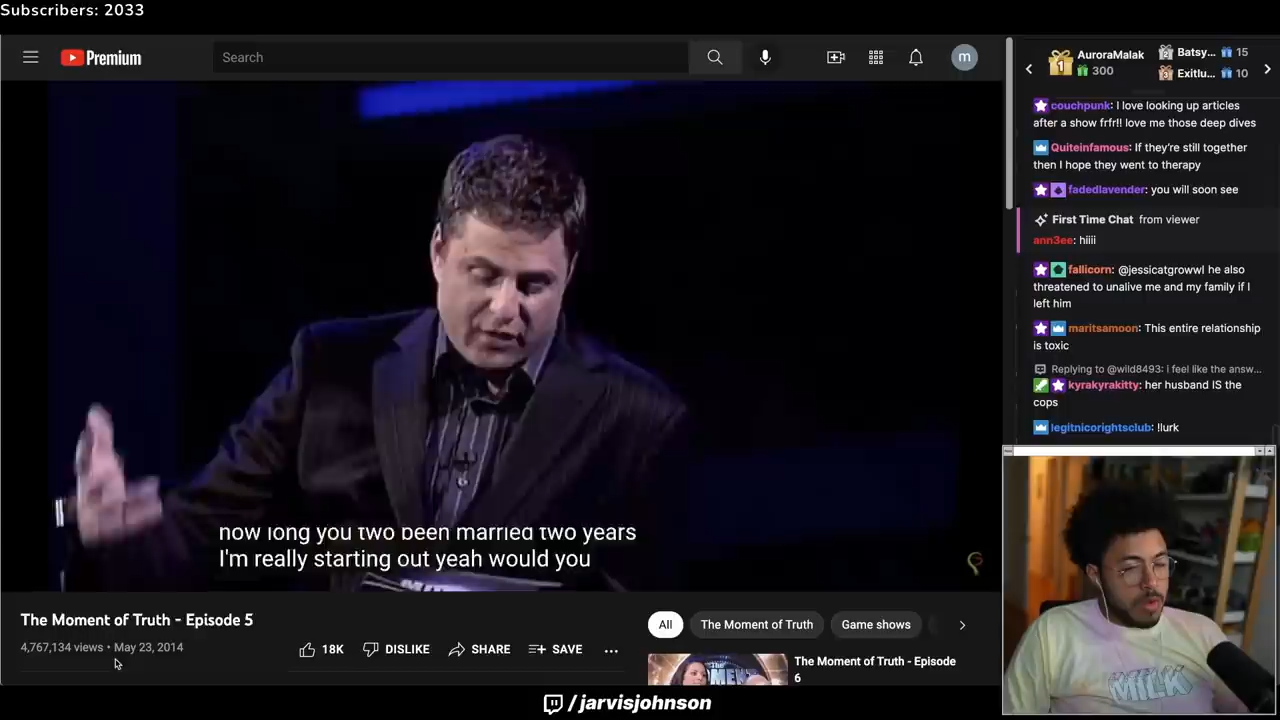 Subscribers: 2033
Premium
Search
m
The Moment of Truth - Episode 5
4,767,134 views • May 23, 2014
18K
DISLIKE
SHARE
SAVE
now long you two been married two years
I'm really starting out yeah would you
All
The Moment of Truth
Game shows
The Moment of Truth - Episode
6
1
AuroraMalak
300
2
Batsy... 15
3
Exitlu... 10
couchpunk: I love looking up articles
after a show frfr!! love me those deep dives
Quiteinfamous: If they're still together
then I hope they went to therapy
fadedlavender: you will soon see
First Time Chat from viewer
ann3ee: hiiii
fallicorn: @jessicatgrowwl he also
threatened to unalive me and my family if I
left him
maritsamoon: This entire relationship
is toxic
Replying to @wild8493: I feel like the answ...
kyrakyrakitty: her husband IS the
cops
legitnicorightsclub: !lurk
MILK
/jarvisjohnson